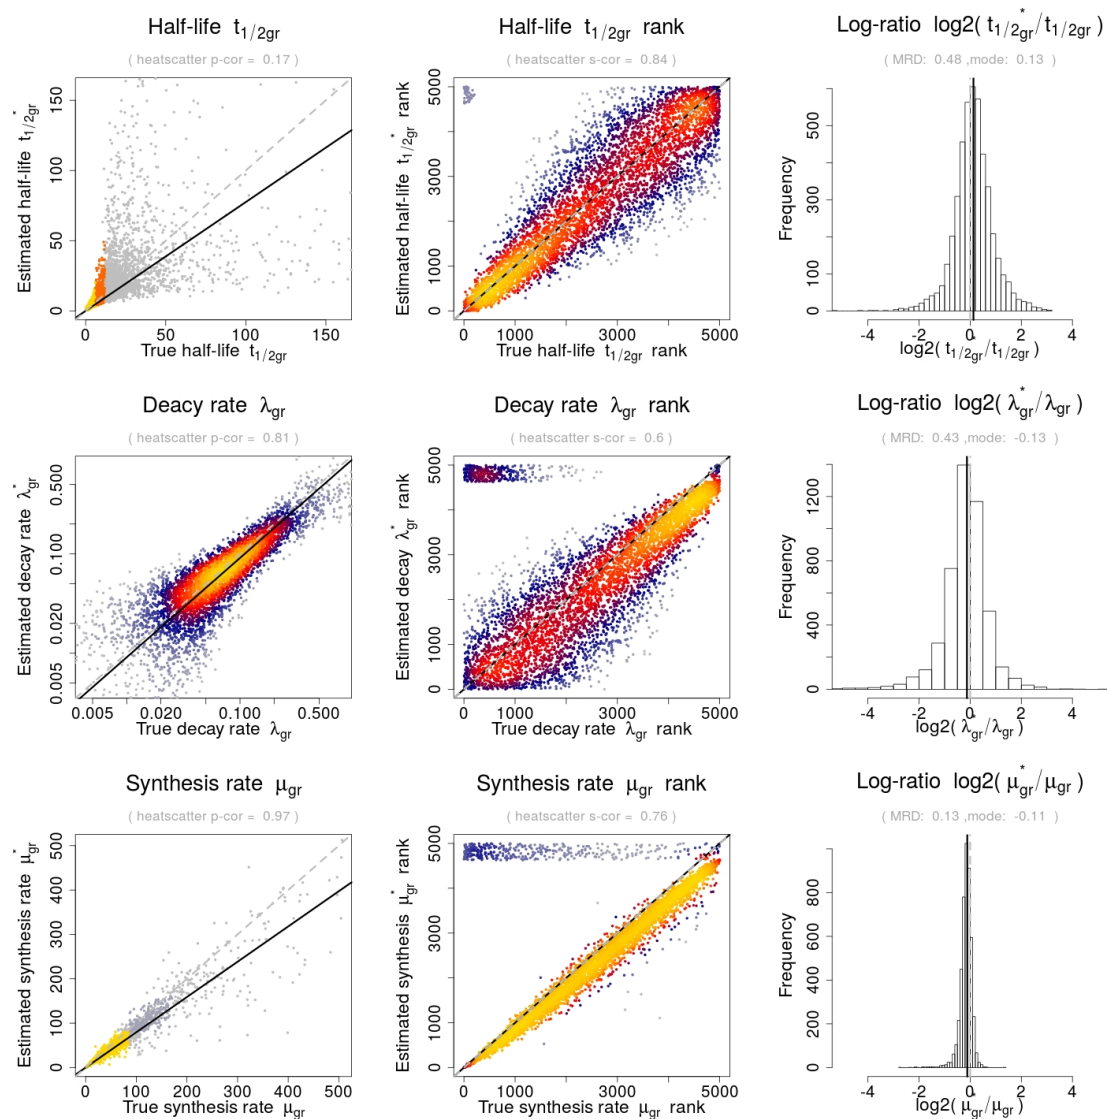 Half-life t1/2gr
( heatscatter p-cor = 0.17 )
Estimated half-life t*1/2gr
150
100
50
0
0 50 100 150
True half-life t1/2gr
Half-life t1/2gr rank
( heatscatter s-cor = 0.84 )
Estimated half-life t*1/2gr rank
5000
3000
1000
0
0 1000 3000 5000
True half-life t1/2gr rank
Log-ratio log2( t*1/2gr/t1/2gr )
( MRD: 0.48 ,mode: 0.13 )
Frequency
500
300
100
0
-4 -2 0 2 4
log2( t1/2gr/t1/2gr )
Deacy rate λgr
( heatscatter p-cor = 0.81 )
Estimated decay rate λ*gr
0.500
0.100
0.020
0.005
0.005 0.020 0.100 0.500
True decay rate λgr
Decay rate λgr rank
( heatscatter s-cor = 0.6 )
Estimated decay λ*gr rank
5000
3000
1000
0
0 1000 3000 5000
True decay rate λgr rank
Log-ratio log2( λ*gr/λgr )
( MRD: 0.43 ,mode: -0.13 )
Frequency
1200
800
400
0
-4 -2 0 2 4
log2( λgr/λgr )
Synthesis rate μgr
( heatscatter p-cor = 0.97 )
Estimated synthesis rate μ*gr
500
400
300
200
100
0
0 100 200 300 400 500
True synthesis rate μgr
Synthesis rate μgr rank
( heatscatter s-cor = 0.76 )
Estimated synthesis rate μ*gr rank
5000
3000
1000
0
0 1000 3000 5000
True synthesis rate μgr rank
Log-ratio log2( μ*gr/μgr )
( MRD: 0.13 ,mode: -0.11 )
Frequency
800
600
400
200
0
-4 -2 0 2 4
log2( μgr/μgr )